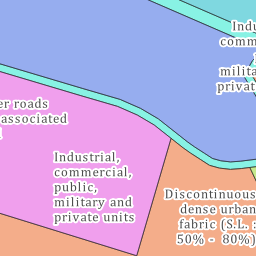 Indu
comm
milita
privat
er roads
associated
Industrial,
commercial,
public,
military and
private units
Discontinuous
dense urban
fabric (S.L. :
50% - 80%)